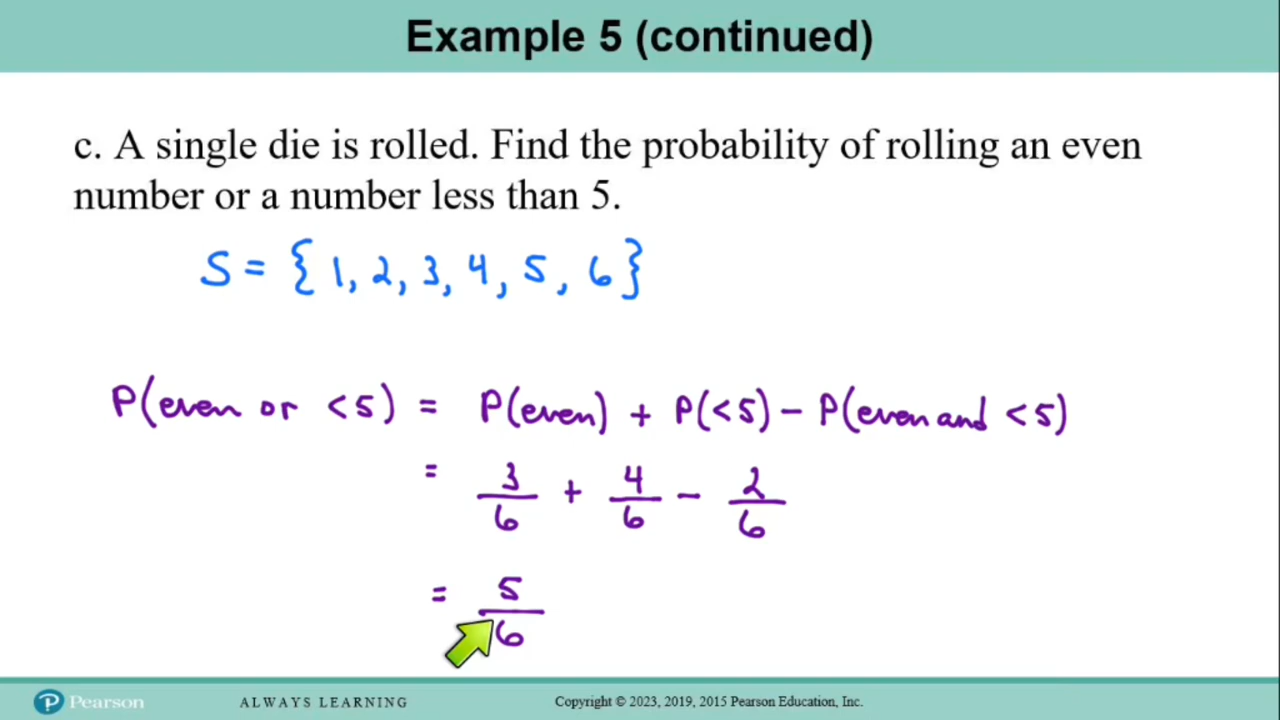 Example 5 (continued)
c. A single die is rolled. Find the probability of rolling an even
number or a number less than 5.
S = { 1, 2, 3, 4, 5, 6 }
P(even or < 5) = P(even) + P(< 5) - P(even and < 5)
= 3/6 + 4/6 - 2/6
= 5/6
P Pearson
ALWAYS LEARNING
Copyright © 2023, 2019, 2015 Pearson Education, Inc.